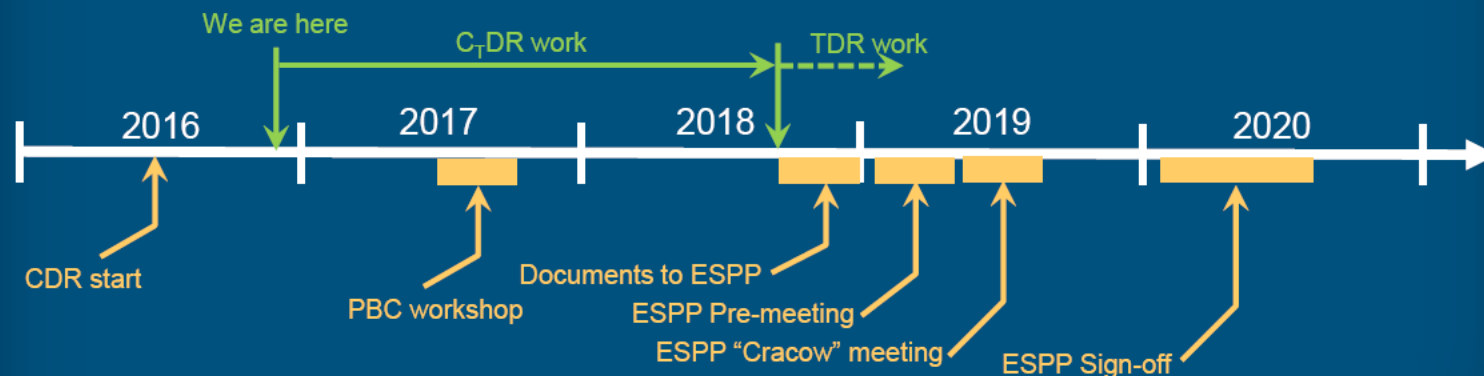 We are here
CTDR work
TDR work
2016
2017
2018
2019
2020
CDR start
PBC workshop
Documents to ESPP
ESPP Pre-meeting
ESPP “Cracow” meeting
ESPP Sign-off